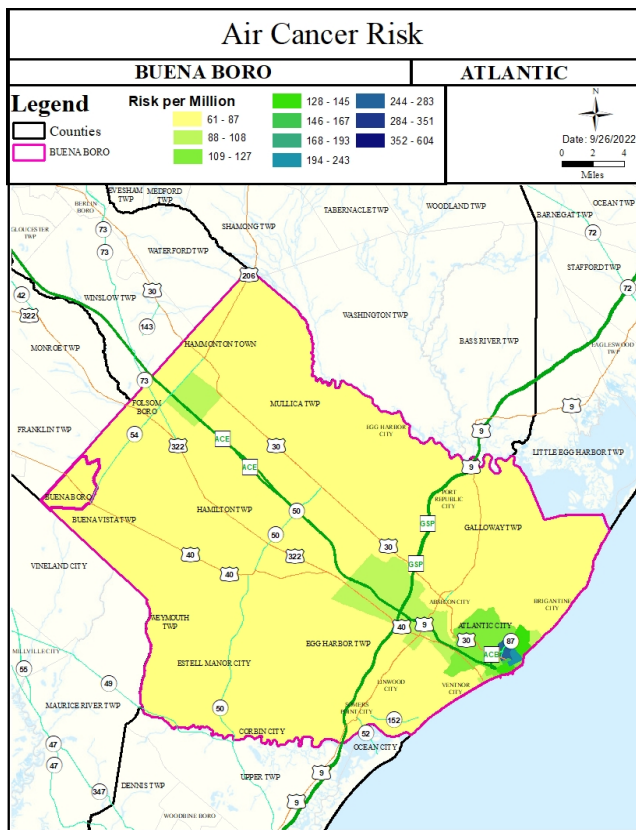 Air Cancer Risk
BUENA BORO
ATLANTIC
Legend
Counties
BUENA BORO
Risk per Million
61 - 87
88 - 108
109 - 127
128 - 145
146 - 167
168 - 193
194 - 243
244 - 283
284 - 351
352 - 604
N
Date: 9/26/2022
0 2 4
Miles
EVESHAM TWP
MEDFORD TWP
TABERNACLE TWP
WOODLAND TWP
OCEAN TWP
BERLIN BORO
BARNEGAT TWP
GLOUCESTER TWP
73
SHAMONG TWP
72
WATERFORD TWP
73
STAFFORD TWP
206
72
42
WINSLOW TWP
30
322
143
WASHINGTON TWP
MONROE TWP
HAMMONTON TOWN
BASS RIVER TWP
EAGLESWOOD TWP
73
FOLSOM BORO
MULLICA TWP
9
FRANKLIN TWP
54
322
ACE
30
EGG HARBOR CITY
9
LITTLE EGG HARBOR TWP
ACE
9
BUENA BORO
PORT REPUBLIC CITY
BUENA VISTA TWP
HAMILTON TWP
50
GSP
GALLOWAY TWP
50
30
40
322
GSP
VINELAND CITY
40
ABSECON CITY
BRIGANTINE CITY
WEYMOUTH TWP
40
9
ATLANTIC CITY
30
87
MILLVILLE CITY
EGG HARBOR TWP
ACE
ESTELL MANOR CITY
55
LINWOOD CITY
VENTNOR CITY
49
MAURICE RIVER TWP
50
SOMERS POINT CITY
152
CORBIN CITY
52
47
OCEAN CITY
47
UPPER TWP
9
DENNIS TWP
347
9
WOODBINE BORO